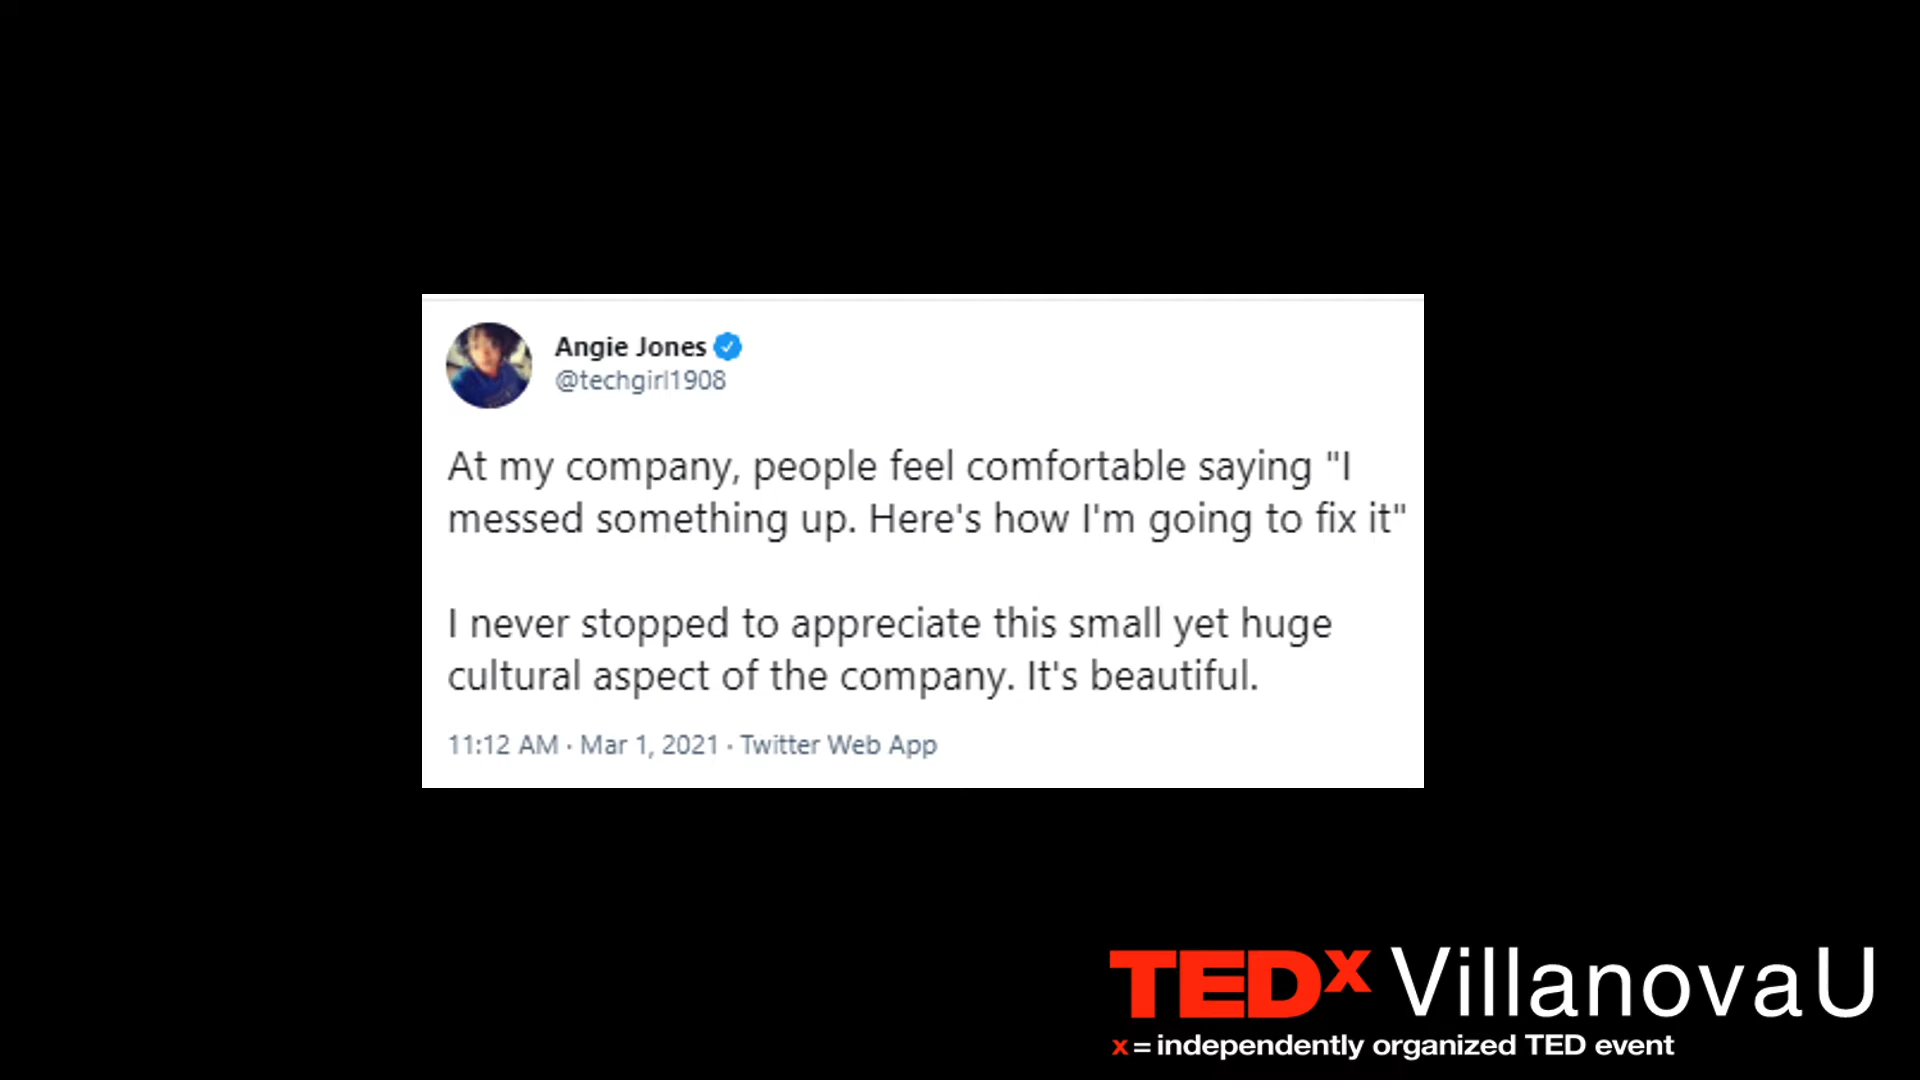 Angie Jones
@techgirl1908
At my company, people feel comfortable saying "I
messed something up. Here's how I'm going to fix it"
I never stopped to appreciate this small yet huge
cultural aspect of the company. It's beautiful.
11:12 AM · Mar 1, 2021 · Twitter Web App
TEDx VillanovaU
x = independently organized TED event